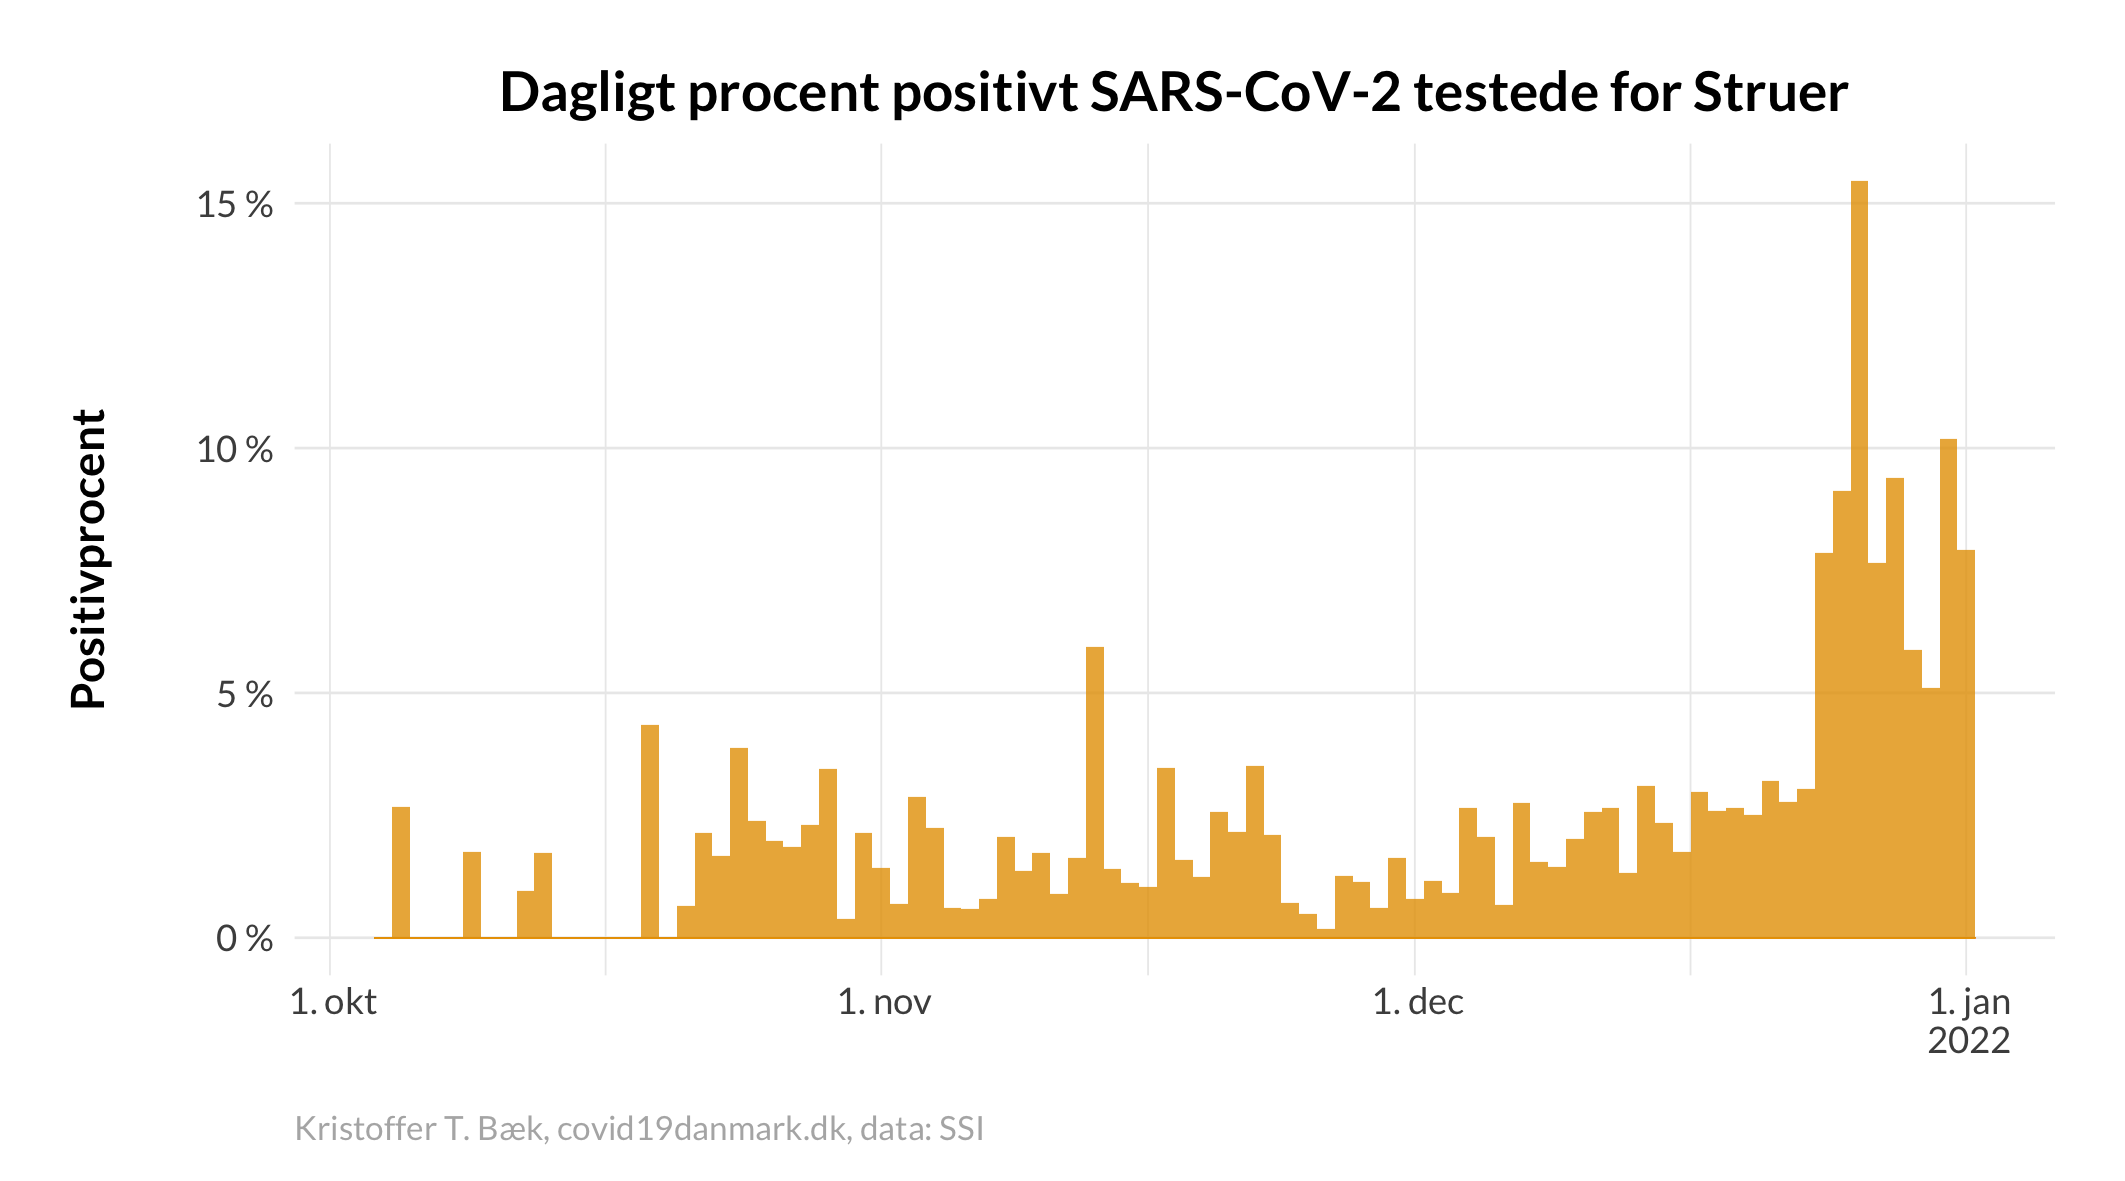 Dagligt procent positivt SARS-CoV-2 testede for Struer
Positivprocent
15 %
10 %
5 %
0 %
1. okt
1. nov
1. dec
1. jan
2022
Kristoffer T. Bæk, covid19danmark.dk, data: SSI